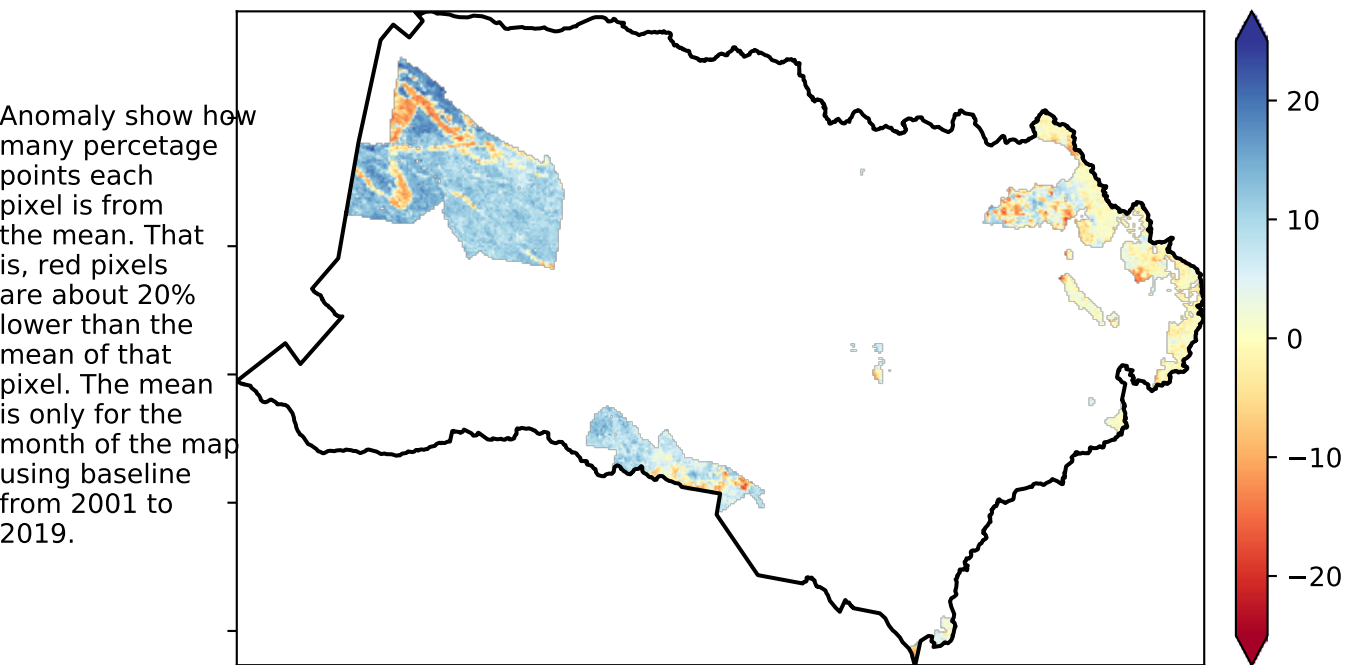 Anomaly show how
many percetage
points each
pixel is from
the mean. That
is, red pixels
are about 20%
lower than the
mean of that
pixel. The mean
is only for the
month of the map
using baseline
from 2001 to
2019.
20
10
0
−10
−20